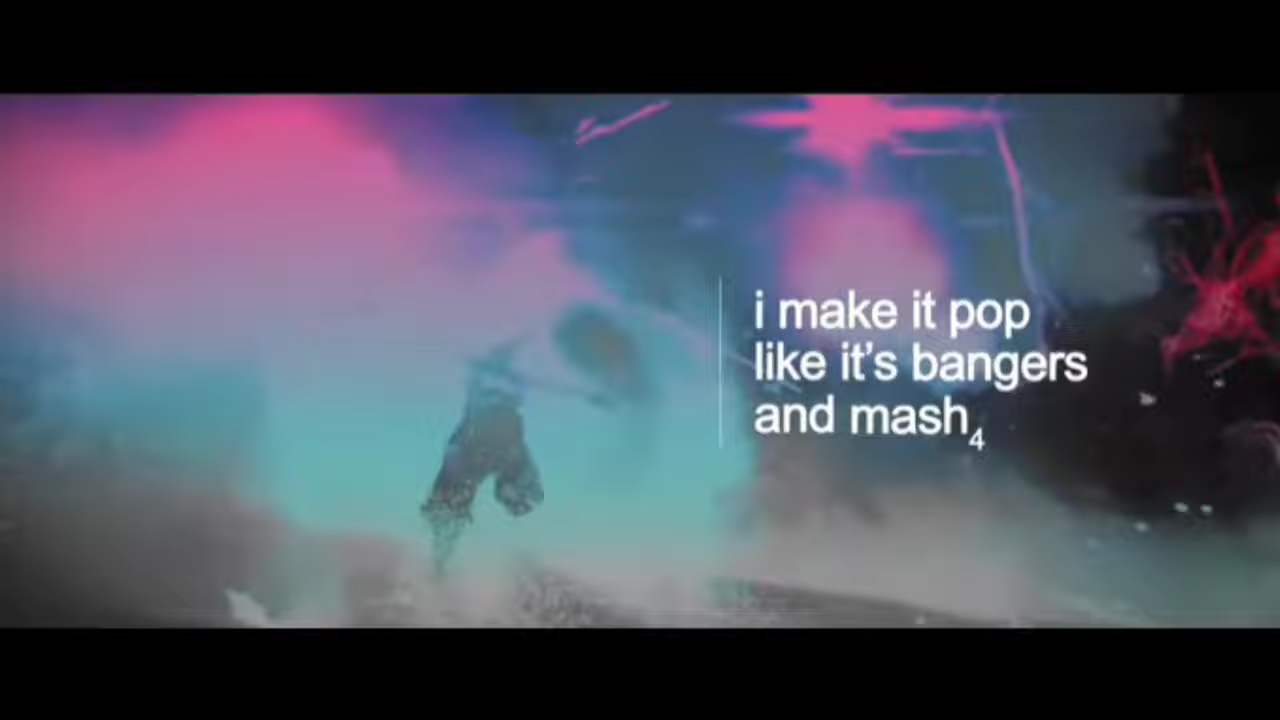 i make it pop
like it’s bangers
and mash₄